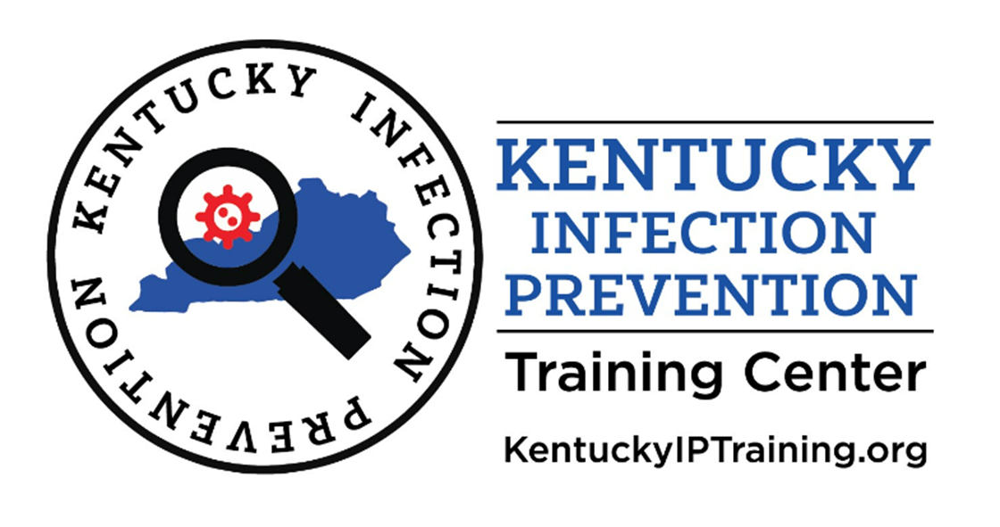 KENTUCKY INFECTION PREVENTION
KENTUCKY
INFECTION
PREVENTION
Training Center
KentuckyIPTraining.org